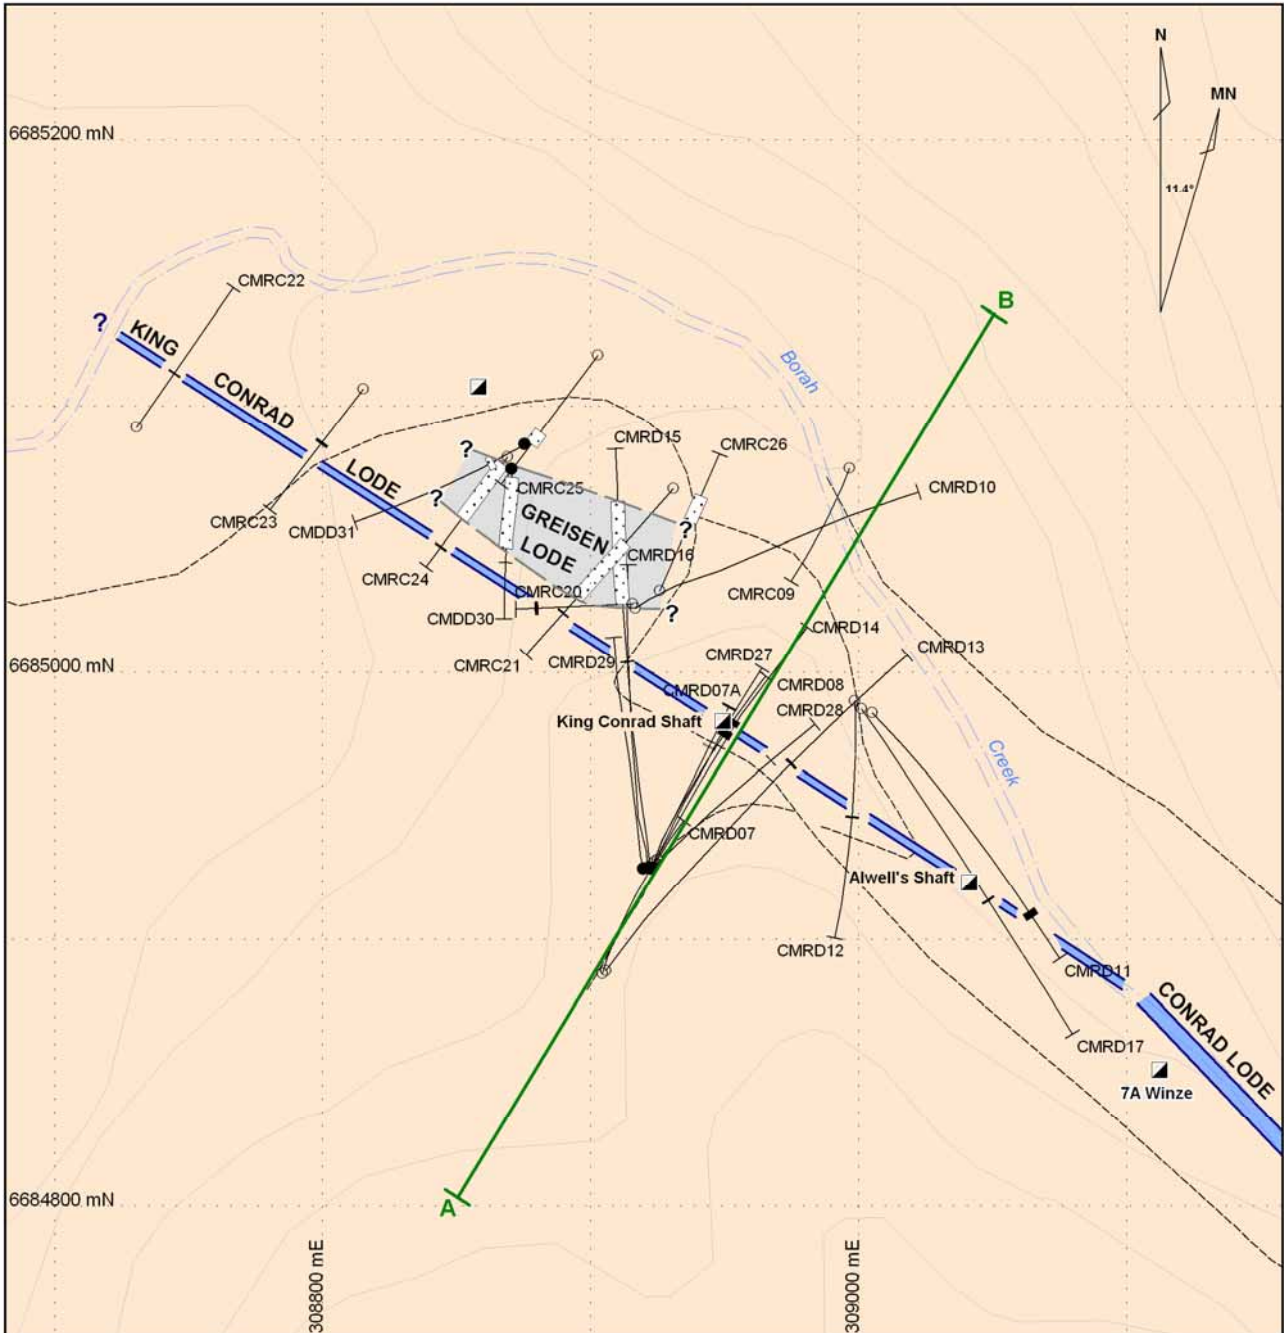 N
MN
11.4°
6685200 mN
B
CMRC22
?
KING
CONRAD
LODE
Borah
CMRD15
CMRC26
?
?
CMRC25
CMRD10
CMRC23
CMDD31
GREISEN
LODE
?
CMRD16
CMRC24
CMRC20
CMRC09
CMDD30
?
CMRD14
CMRC21
CMRD29
CMRD27
CMRD13
6685000 mN
CMRD07A
CMRD08
King Conrad Shaft
CMRD28
Creek
CMRD07
Alwell's Shaft
CMRD12
CMRD11
CONRAD LODE
CMRD17
7A Winze
A
6684800 mN
308800 mE
309000 mE